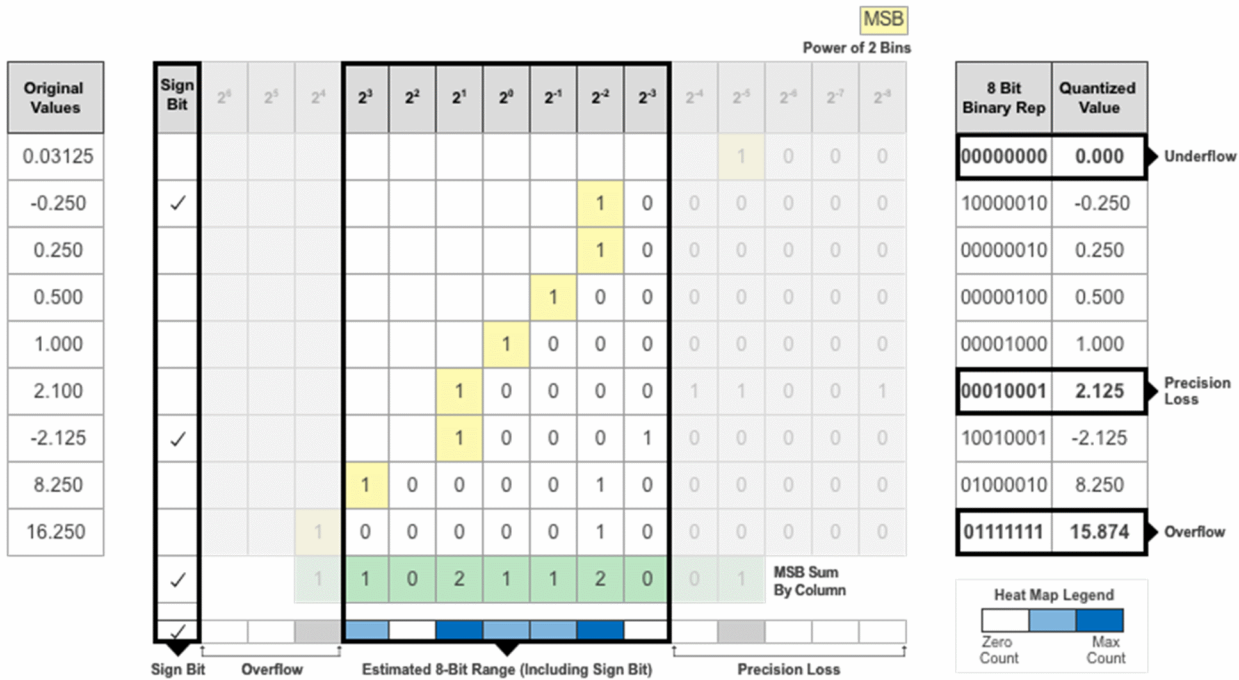 MSB
Power of 2 Bins
Original Values
Sign Bit 2⁶ 2⁵ 2⁴ 2³ 2² 2¹ 2⁰ 2⁻¹ 2⁻² 2⁻³ 2⁻⁴ 2⁻⁵ 2⁻⁶ 2⁻⁷ 2⁻⁸
8 Bit Binary Rep Quantized Value
0.03125 1 0 0 0 00000000 0.000 Underflow
-0.250 ✓ 1 0 0 0 0 0 0 10000010 -0.250
0.250 1 0 0 0 0 0 0 00000010 0.250
0.500 1 0 0 0 0 0 0 0 00000100 0.500
1.000 1 0 0 0 0 0 0 0 0 00001000 1.000
2.100 1 0 0 0 0 1 1 0 0 1 00010001 2.125 Precision Loss
-2.125 ✓ 1 0 0 0 1 0 0 0 0 0 10010001 -2.125
8.250 1 0 0 0 0 1 0 0 0 0 0 0 01000010 8.250
16.250 1 0 0 0 0 0 1 0 0 0 0 0 0 01111111 15.874 Overflow
✓ 1 1 0 2 1 1 2 0 0 1 MSB Sum By Column
✓
Sign Bit Overflow Estimated 8-Bit Range (Including Sign Bit) Precision Loss
Heat Map Legend
Zero Count Max Count